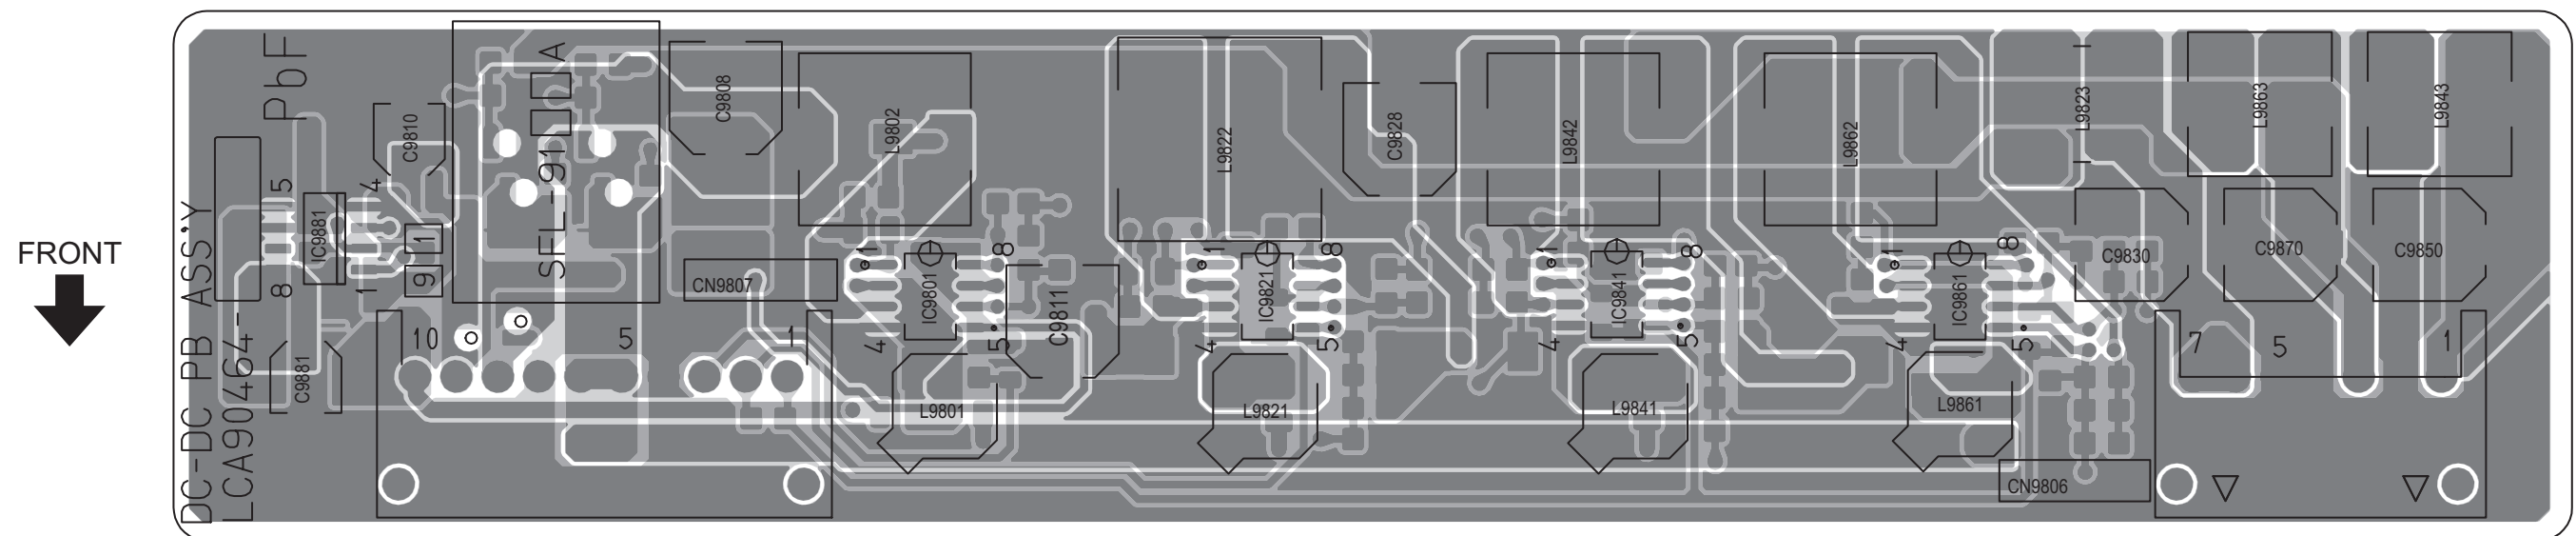 FRONT
DC-DC PB ASS'Y
LCA90464-
PbF
5
8
4
1
IC9881
C9881
C9810
11
9
A
SEL-91
C9808
CN9807
10
5
1
L9802
1
8
IC9801
4
5
C9811
L9801
L9822
1
8
IC9821
4
5
L9821
C9828
L9842
1
8
IC9841
4
5
L9841
L9862
1
8
IC9861
4
5
L9861
L9823
L9863
L9843
C9830
C9870
C9850
7
5
1
CN9806